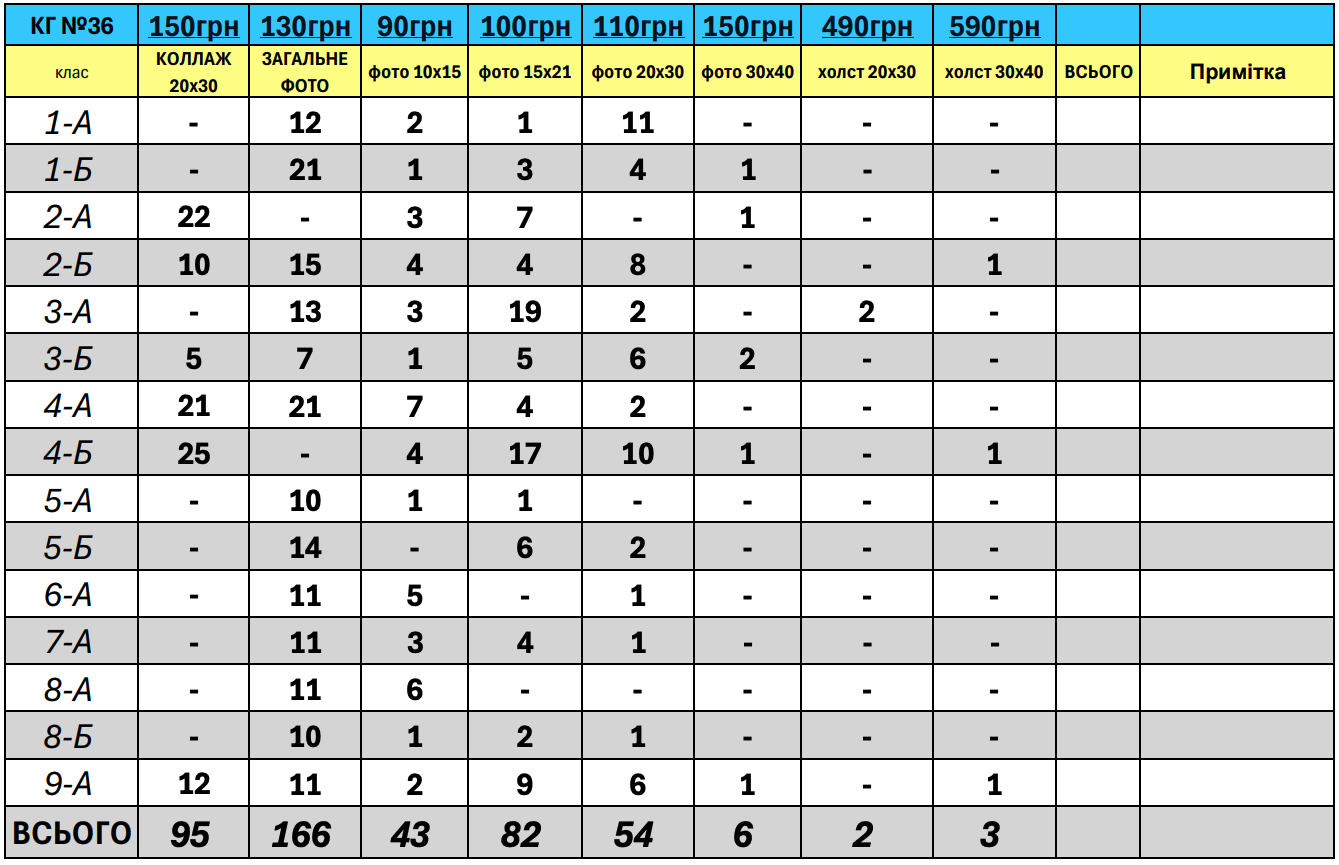 КГ №36 150грн 130грн 90грн 100грн 110грн 150грн 490грн 590грн
клас КОЛЛАЖ 20х30 ЗАГАЛЬНЕ ФОТО фото 10х15 фото 15х21 фото 20х30 фото 30х40 холст 20х30 холст 30х40 ВСЬОГО Примітка
1-А - 12 2 1 11 - - -
1-Б - 21 1 3 4 1 - -
2-А 22 - 3 7 - 1 - -
2-Б 10 15 4 4 8 - - 1
3-А - 13 3 19 2 - 2 -
3-Б 5 7 1 5 6 2 - -
4-А 21 21 7 4 2 - - -
4-Б 25 - 4 17 10 1 - 1
5-А - 10 1 1 - - - -
5-Б - 14 - 6 2 - - -
6-А - 11 5 - 1 - - -
7-А - 11 3 4 1 - - -
8-А - 11 6 - - - - -
8-Б - 10 1 2 1 - - -
9-А 12 11 2 9 6 1 - 1
ВСЬОГО 95 166 43 82 54 6 2 3